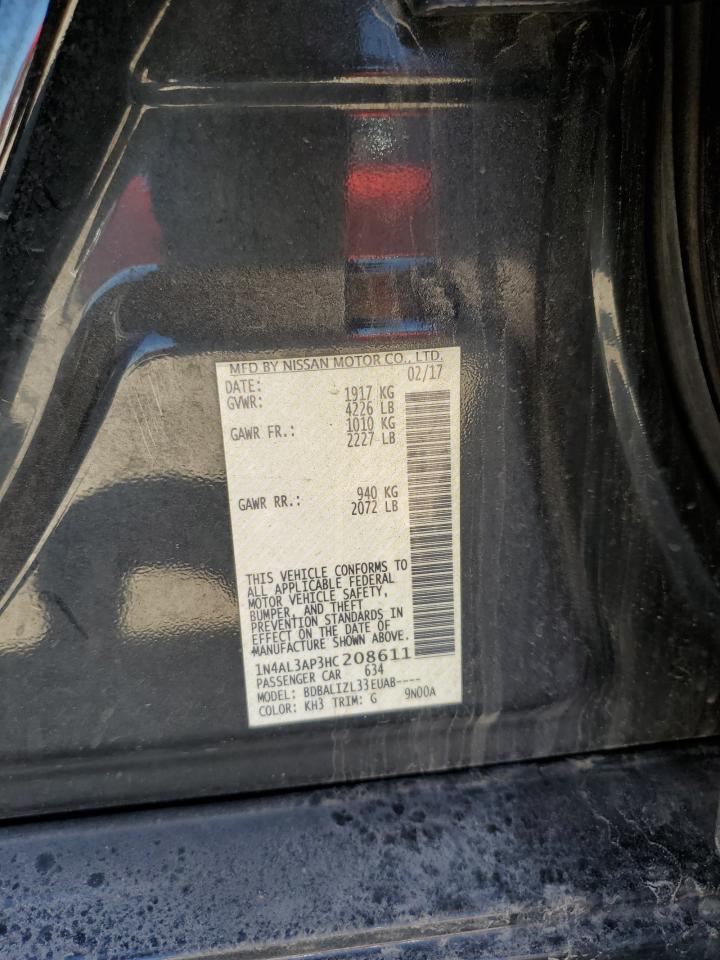 MFD BY NISSAN MOTOR CO., LTD.
DATE: 02/17
GVWR: 1917 KG
4226 LB
GAWR FR.: 1010 KG
2227 LB
GAWR RR.: 940 KG
2072 LB
THIS VEHICLE CONFORMS TO
ALL APPLICABLE FEDERAL
MOTOR VEHICLE SAFETY,
BUMPER, AND THEFT
PREVENTION STANDARDS IN
EFFECT ON THE DATE OF
MANUFACTURE SHOWN ABOVE.
1N4AL3AP3HC208611
PASSENGER CAR 634
MODEL: BDBALIZL33EUAB----
COLOR: KH3 TRIM: G 9N00A